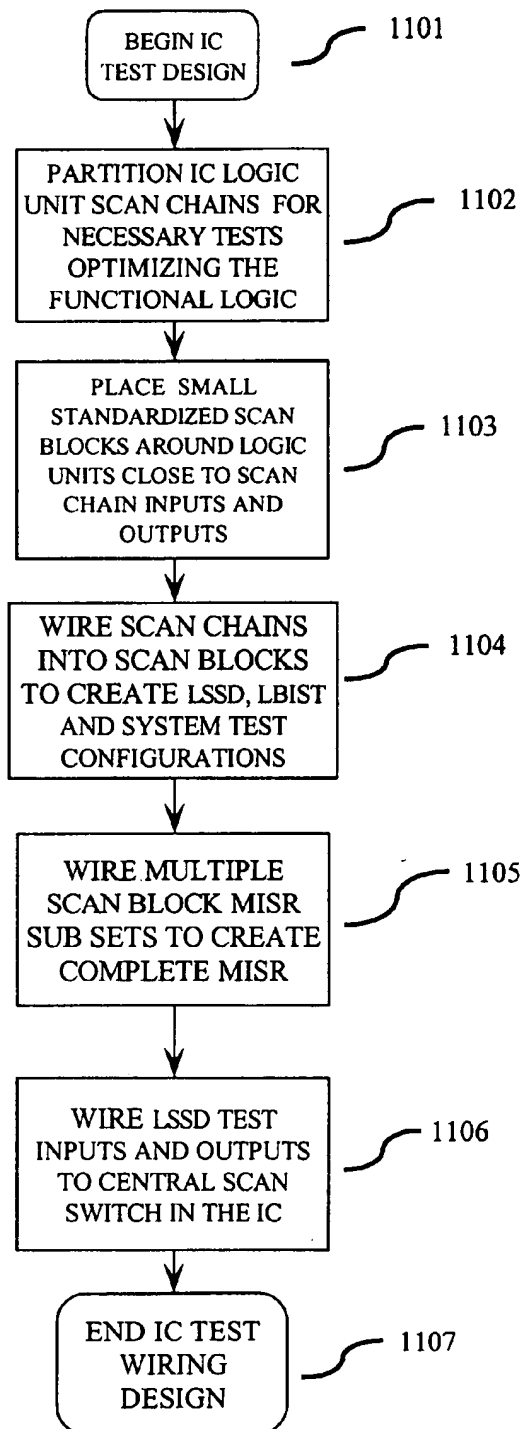 BEGIN IC
TEST DESIGN
1101
PARTITION IC LOGIC
UNIT SCAN CHAINS FOR
NECESSARY TESTS
OPTIMIZING THE
FUNCTIONAL LOGIC
1102
PLACE SMALL
STANDARDIZED SCAN
BLOCKS AROUND LOGIC
UNITS CLOSE TO SCAN
CHAIN INPUTS AND
OUTPUTS
1103
WIRE SCAN CHAINS
INTO SCAN BLOCKS
TO CREATE LSSD, LBIST
AND SYSTEM TEST
CONFIGURATIONS
1104
WIRE MULTIPLE
SCAN BLOCK MISR
SUB SETS TO CREATE
COMPLETE MISR
1105
WIRE LSSD TEST
INPUTS AND OUTPUTS
TO CENTRAL SCAN
SWITCH IN THE IC
1106
END IC TEST
WIRING
DESIGN
1107